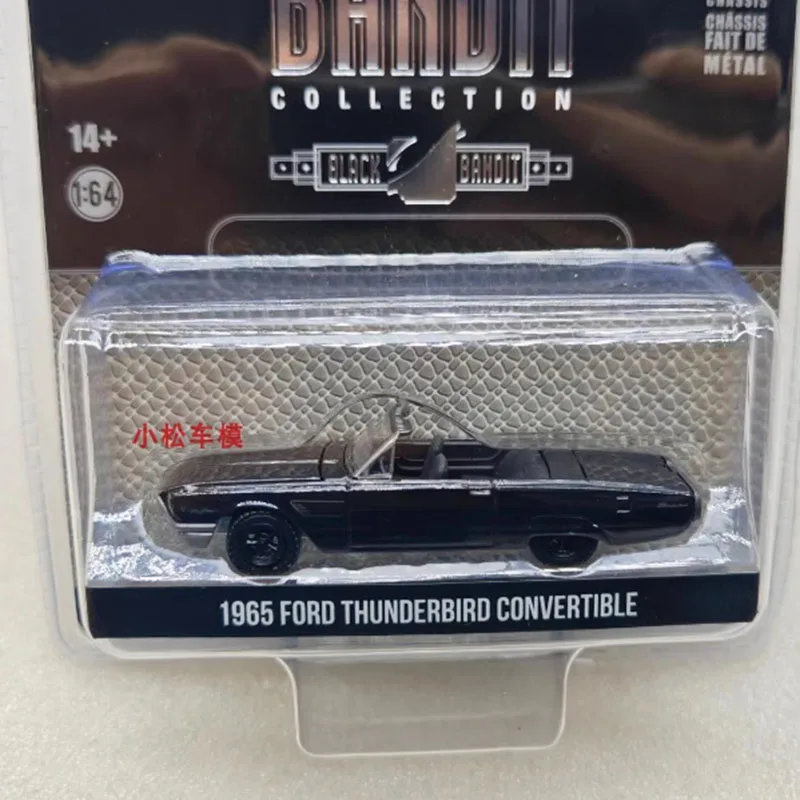 BANDIT
COLLECTION
CHASSIS
CHÂSSIS
FAIT DE
MÉTAL
14+
1:64
BLACK BANDIT
小松车模
1965 FORD THUNDERBIRD CONVERTIBLE